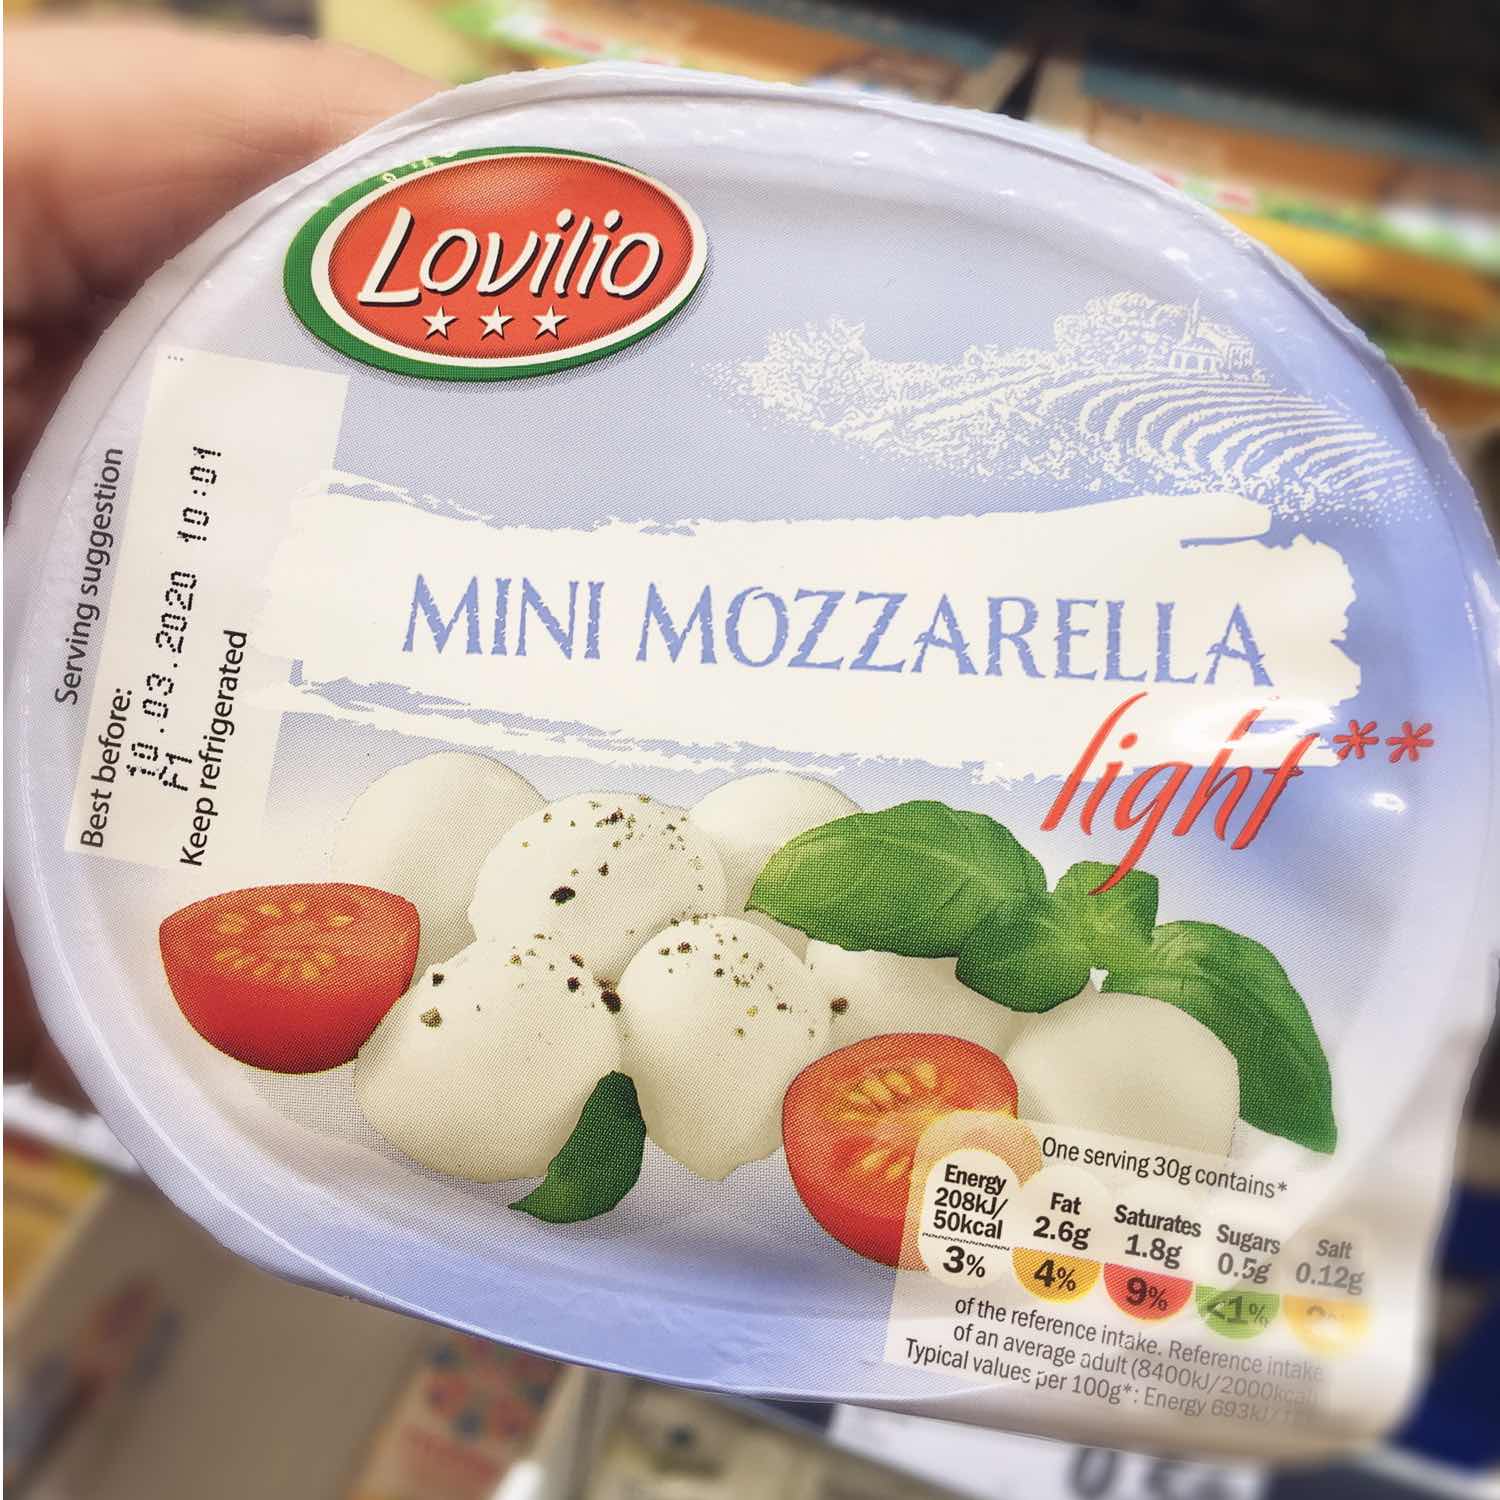 Lovilio
Serving suggestion
Best before:
10.03.2020 10:01
F1
Keep refrigerated
MINI MOZZARELLA
light**
One serving 30g contains*
Energy
208kJ/
50kcal
3%
Fat
2.6g
4%
Saturates
1.8g
9%
Sugars
0.5g
<1%
Salt
0.12g
of the reference intake. Reference intake
of an average adult (8400kJ/2000kcal)
Typical values per 100g*: Energy 693kJ/